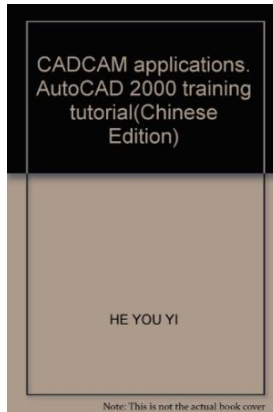 CADCAM applications.
AutoCAD 2000 training
tutorial(Chinese
Edition)
HE YOU YI
Note: This is not the actual book cover